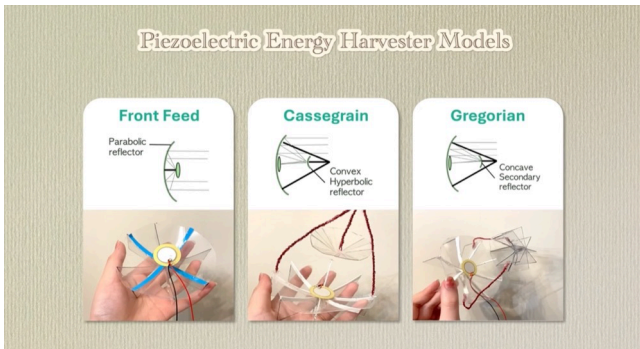 Piezoelectric Energy Harvester Models
Front Feed
Parabolic
reflector
Cassegrain
Convex
Hyperbolic
reflector
Gregorian
Concave
Secondary
reflector